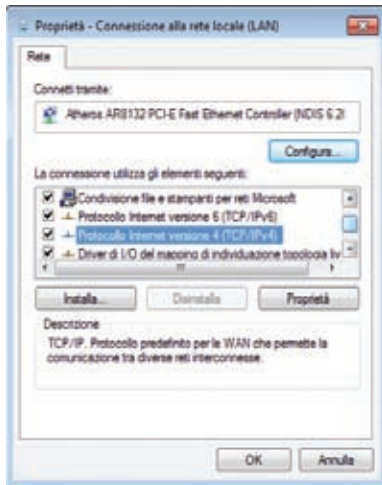 Proprietà - Connessione alla rete locale (LAN)
Rete
Connetti tramite:
Atheros AR8132 PCI-E Fast Ethernet Controller (NDIS 6.20
Configura...
La connessione utilizza gli elementi seguenti:
Condivisione file e stampanti per reti Microsoft
Protocollo Internet versione 6 (TCP/IPv6)
Protocollo Internet versione 4 (TCP/IPv4)
Driver di I/O del mapping di individuazione topologia liv
Installa...
Disinstalla
Proprietà
Descrizione
TCP/IP. Protocollo predefinito per le WAN che permette la
comunicazione tra diverse reti interconnesse.
OK
Annulla